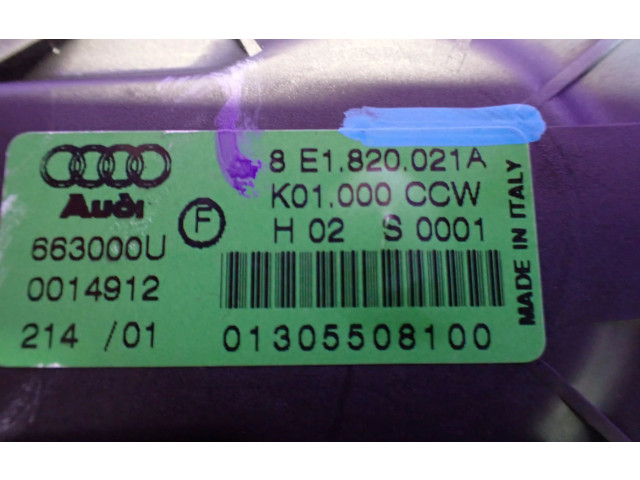 Audi
F
8 E1.820.021A
K01.000 CCW
H 02 S 0001
663000U
0014912
214 /01
01305508100
MADE IN ITALY